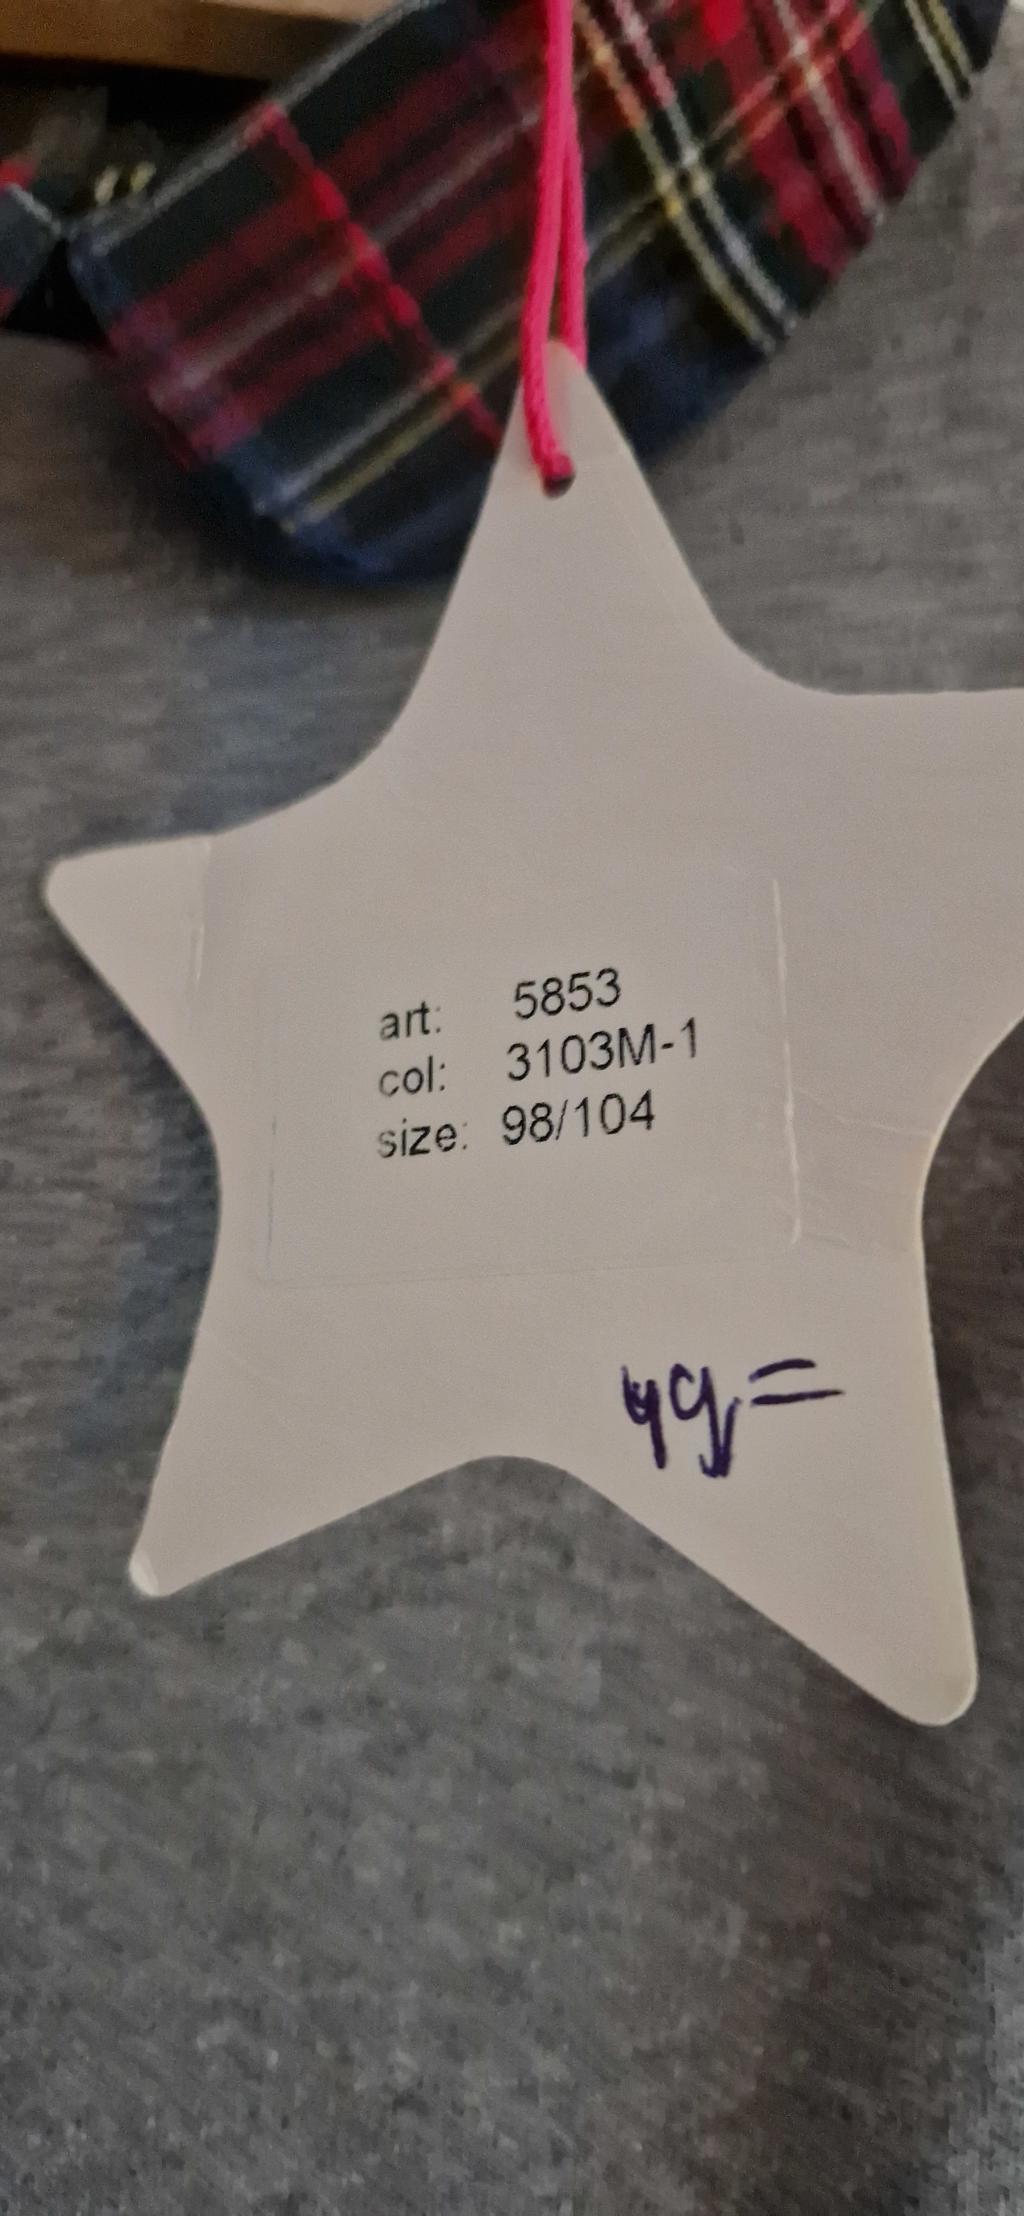 art: 5853
col: 3103M-1
size: 98/104
49=